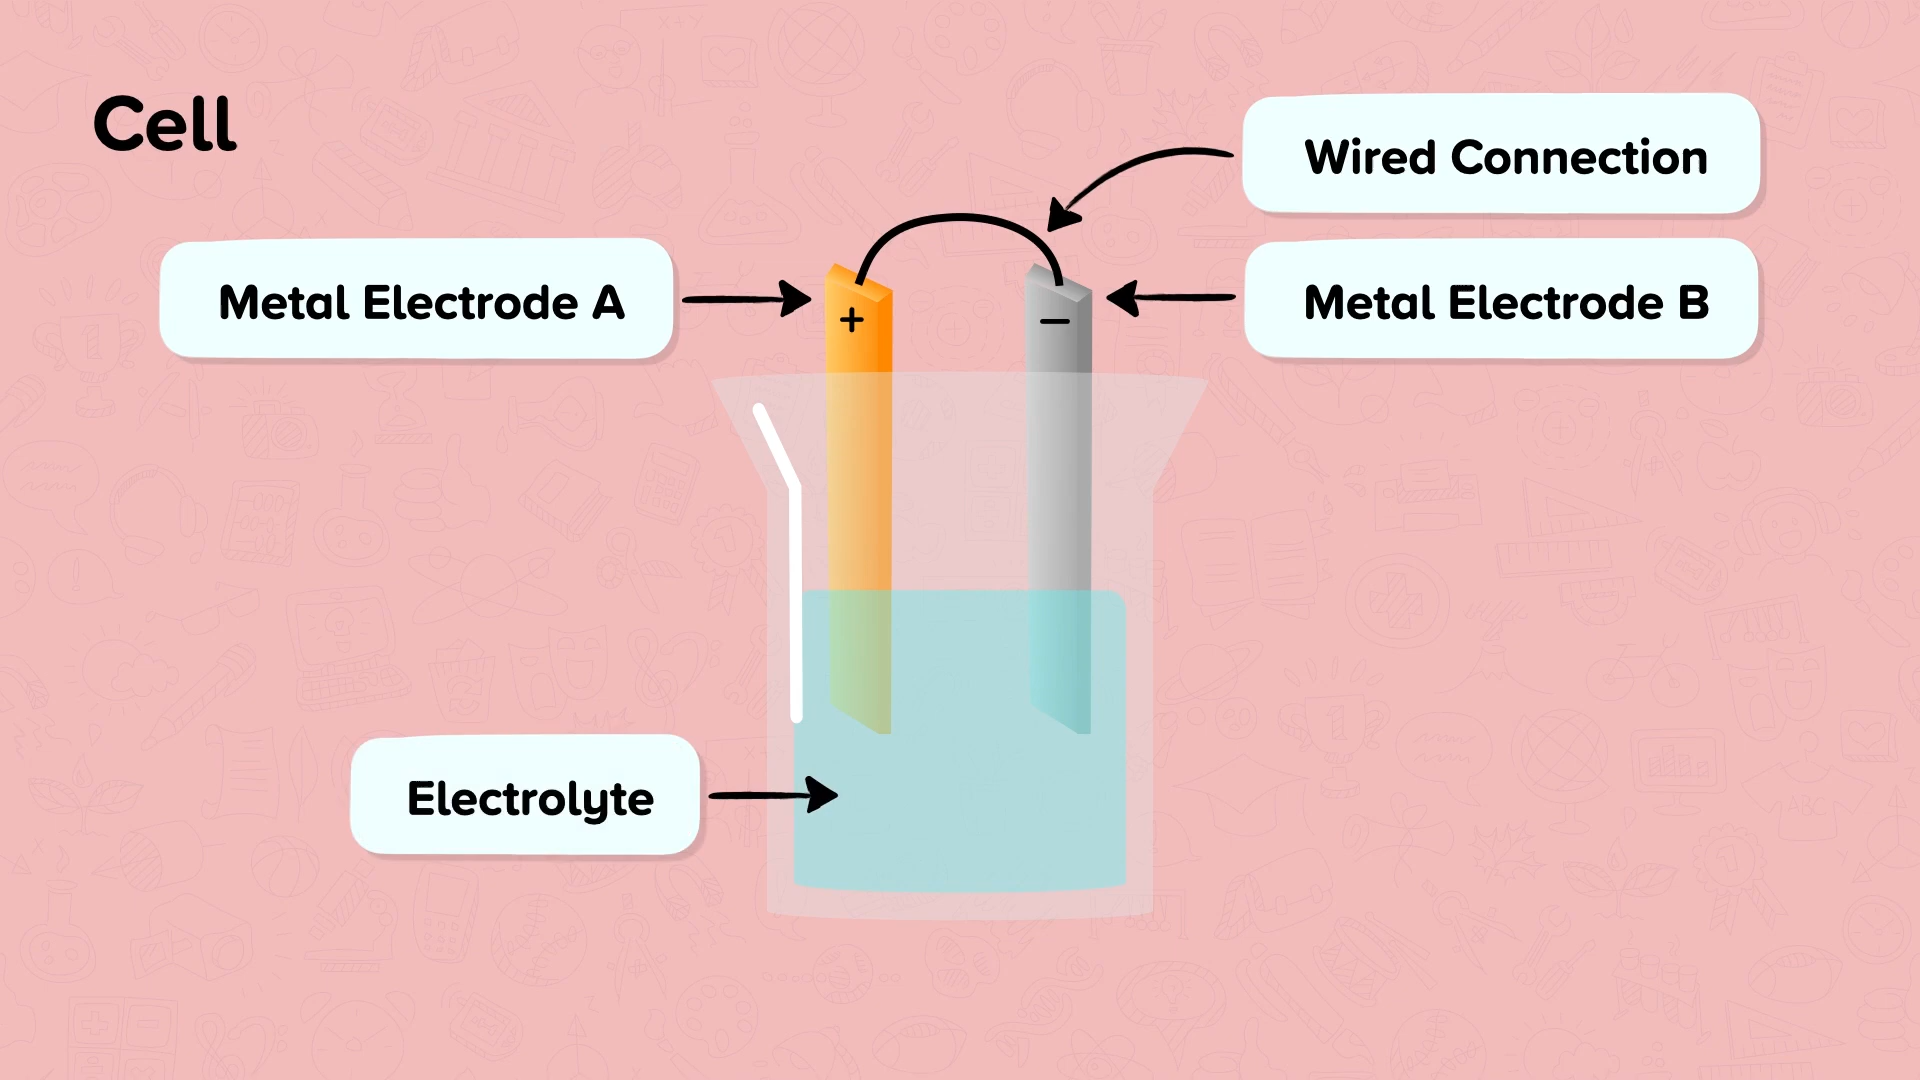 Cell
Wired Connection
Metal Electrode A
Metal Electrode B
+
−
Electrolyte